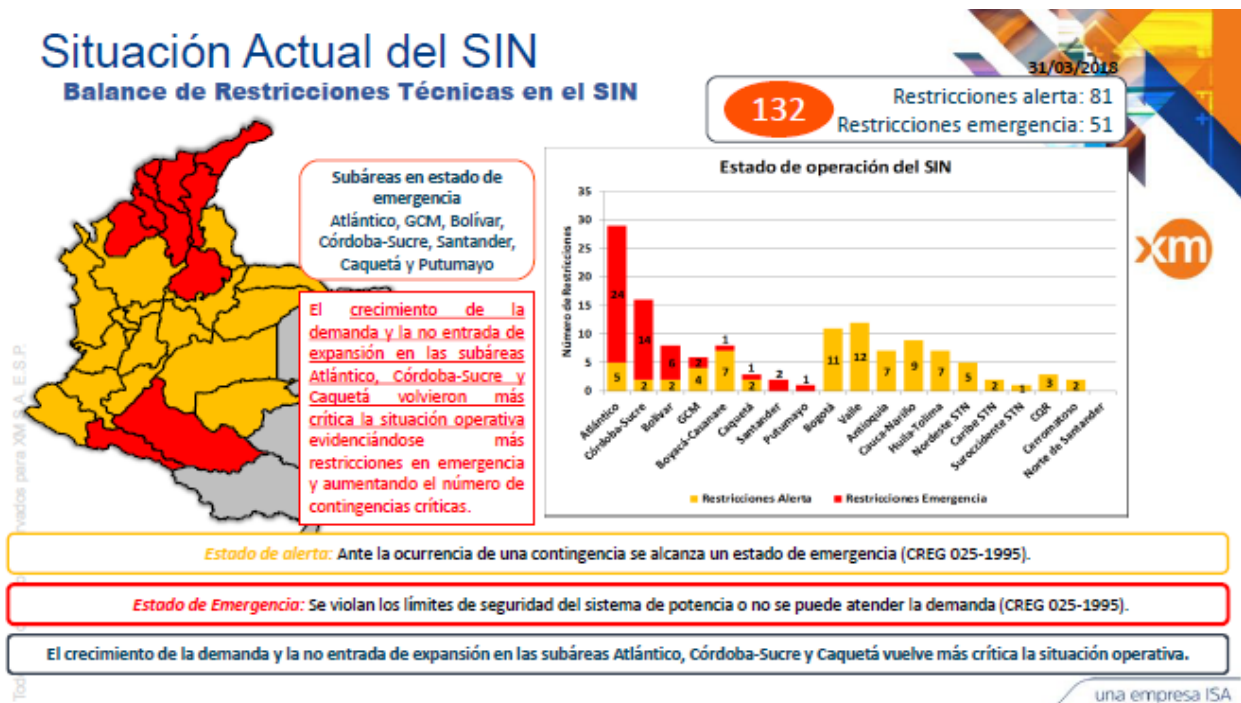 Situación Actual del SIN
Balance de Restricciones Técnicas en el SIN
31/03/2018
132
Restricciones alerta: 81
Restricciones emergencia: 51
Subáreas en estado de
emergencia
Atlántico, GCM, Bolívar,
Córdoba-Sucre, Santander,
Caquetá y Putumayo
El crecimiento de la
demanda y la no entrada de
expansión en las subáreas
Atlántico, Córdoba-Sucre y
Caquetá volvieron más
crítica la situación operativa
evidenciándose más
restricciones en emergencia
y aumentando el número de
contingencias críticas.
Estado de operación del SIN
Número de Restricciones
35
30
25
20
15
10
5
0
24
5
14
2
6
2
2
4
1
7
1
2
2
1
11
12
7
9
7
5
2
1
3
2
Atlántico
Córdoba-Sucre
Bolívar
GCM
Boyacá-Casanare
Caquetá
Santander
Putumayo
Bogotá
Valle
Antioquia
Cauca-Nariño
Huila-Tolima
Nordeste STN
Caribe STN
Suroccidente STN
CQR
Cerromatoso
Norte de Santander
Restricciones Alerta
Restricciones Emergencia
xm
Estado de alerta: Ante la ocurrencia de una contingencia se alcanza un estado de emergencia (CREG 025-1995).
Estado de Emergencia: Se violan los límites de seguridad del sistema de potencia o no se puede atender la demanda (CREG 025-1995).
El crecimiento de la demanda y la no entrada de expansión en las subáreas Atlántico, Córdoba-Sucre y Caquetá vuelve más crítica la situación operativa.
una empresa ISA
rvados para XM S.A. E.S.P.